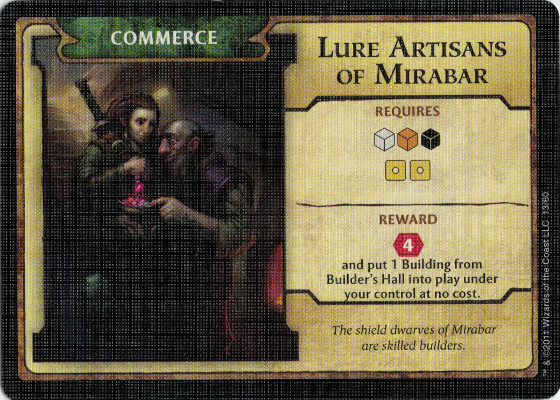 COMMERCE
LURE ARTISANS
OF MIRABAR
REQUIRES
REWARD
4
and put 1 Building from
Builder's Hall into play under
your control at no cost.
The shield dwarves of Mirabar
are skilled builders.
™ & ©2011 Wizards of the Coast LLC. 13/60